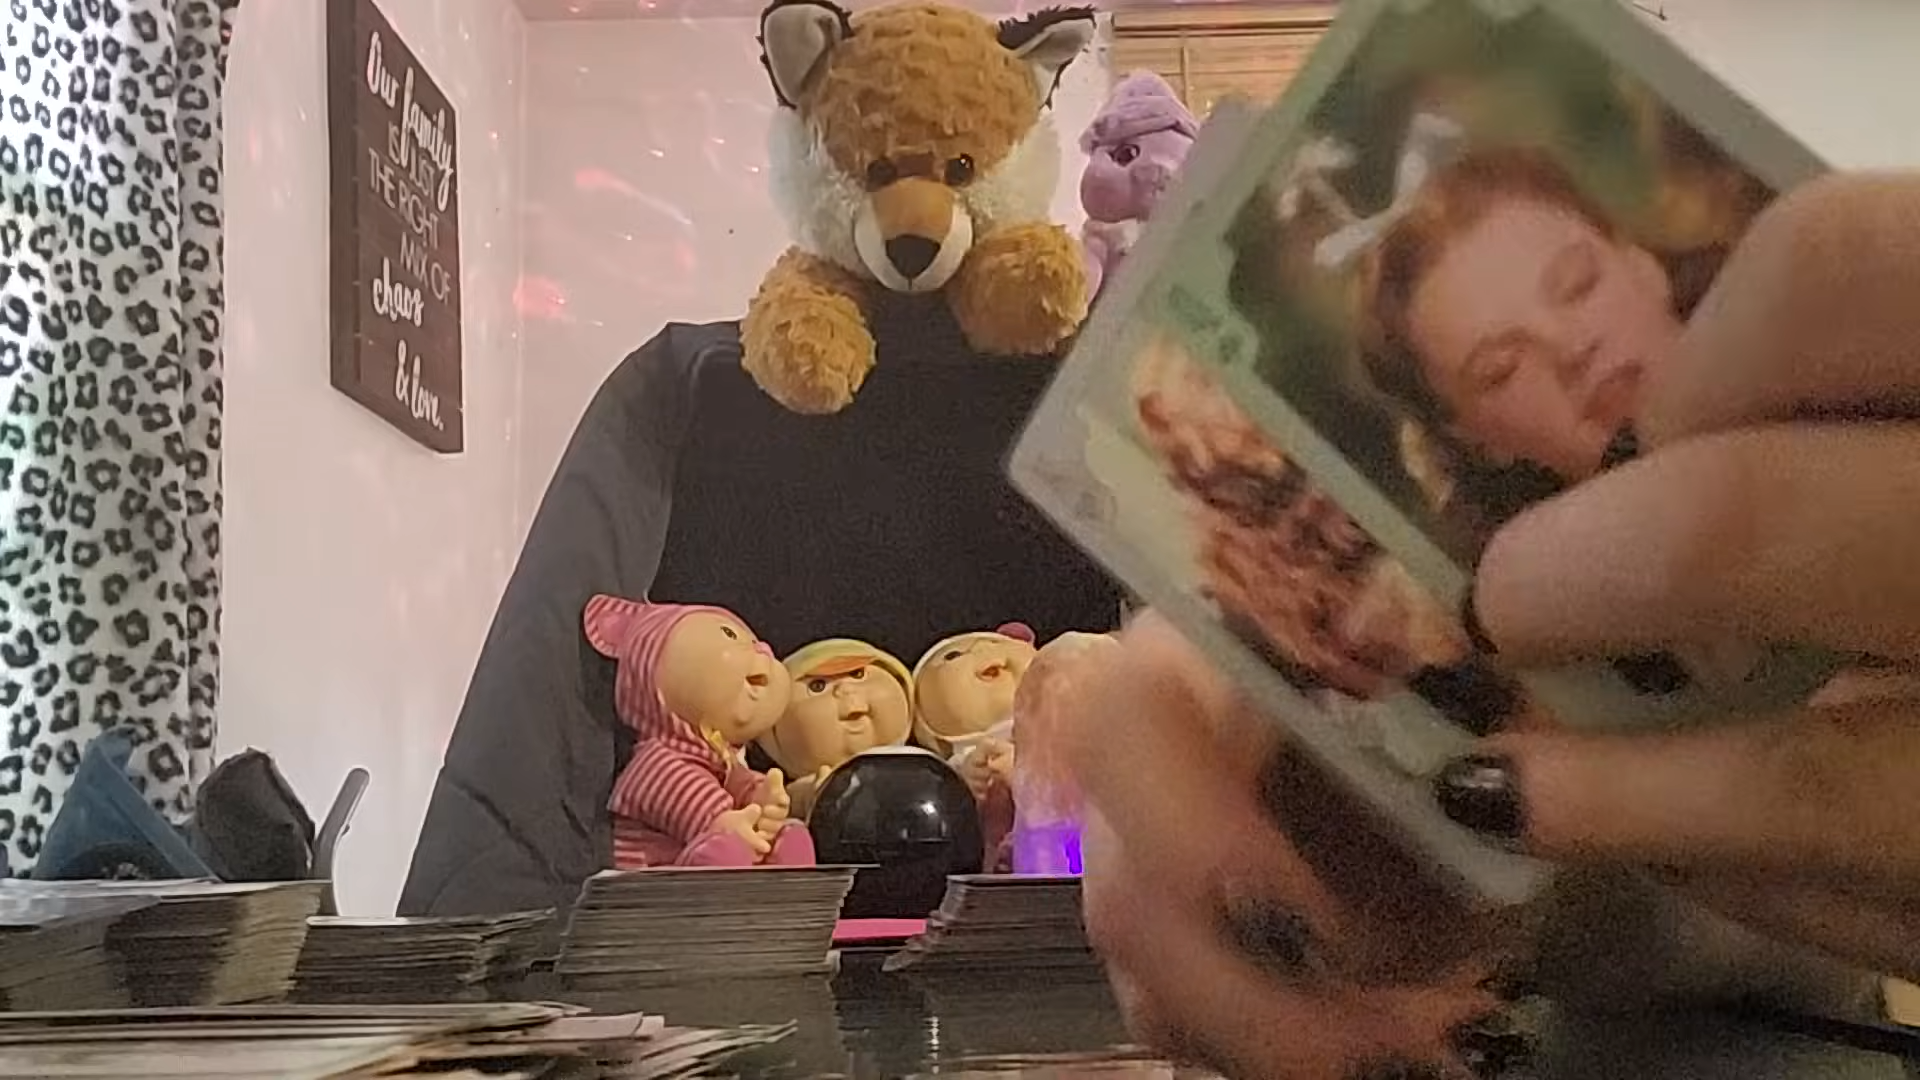 Our family
IS JUST
THE RIGHT
MIX OF
chaos
& love.